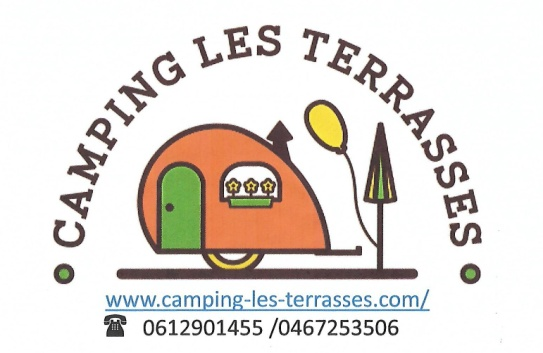 CAMPING LES TERRASSES
www.camping-les-terrasses.com/
☎ 0612901455 /0467253506